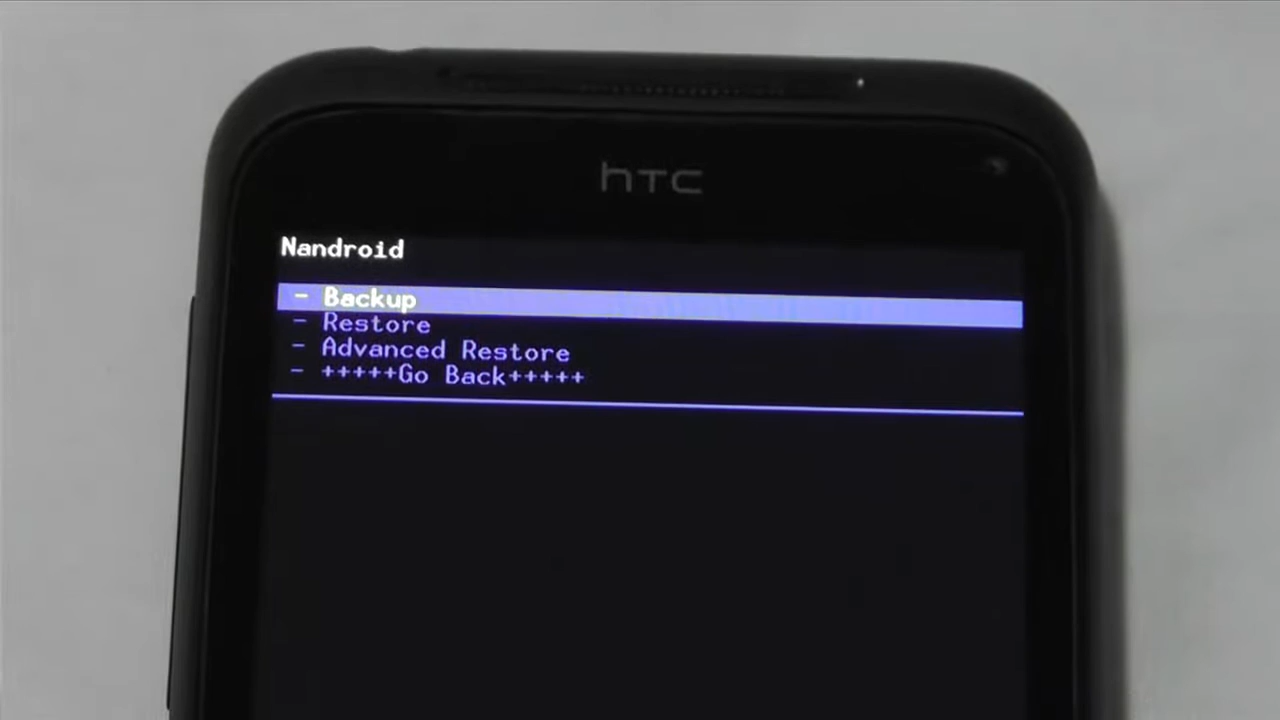 hTC
Nandroid
- Backup
- Restore
- Advanced Restore
- +++++Go Back+++++